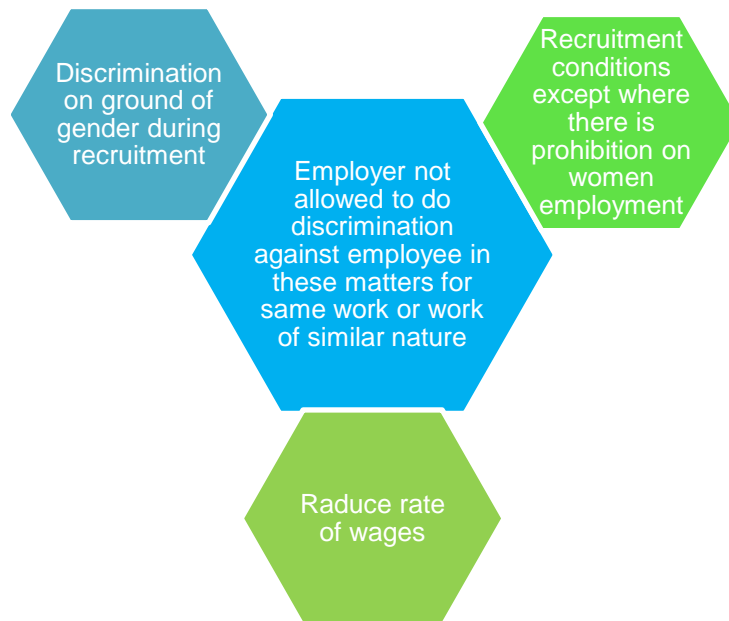 Discrimination
on ground of
gender during
recruitment
Recruitment
conditions
except where
there is
prohibition on
women
employment
Employer not
allowed to do
discrimination
against employee in
these matters for
same work or work
of similar nature
Raduce rate
of wages